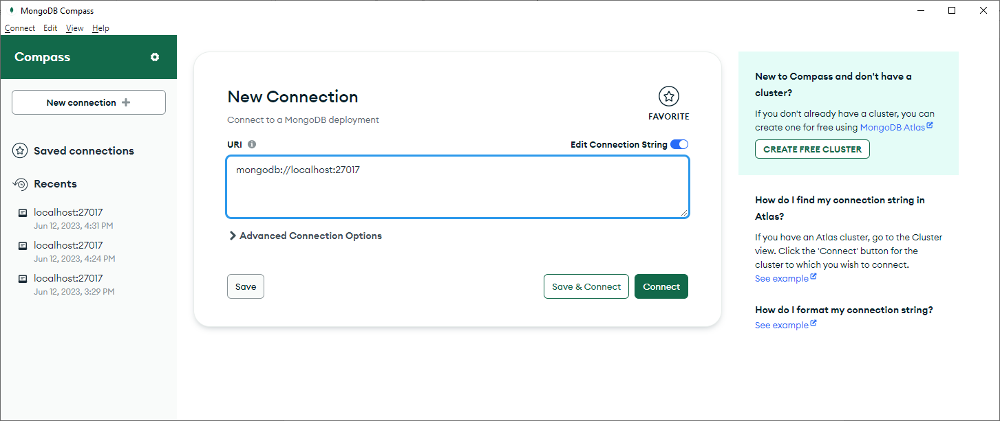 MongoDB Compass
Connect Edit View Help
Compass
New connection
Saved connections
Recents
localhost:27017
Jun 12, 2023, 4:31 PM
localhost:27017
Jun 12, 2023, 4:24 PM
localhost:27017
Jun 12, 2023, 3:29 PM
New Connection
Connect to a MongoDB deployment
FAVORITE
URI
Edit Connection String
mongodb://localhost:27017
Advanced Connection Options
Save
Save & Connect
Connect
New to Compass and don't have a
cluster?
If you don't already have a cluster, you can
create one for free using MongoDB Atlas
CREATE FREE CLUSTER
How do I find my connection string in
Atlas?
If you have an Atlas cluster, go to the Cluster
view. Click the 'Connect' button for the
cluster to which you wish to connect.
See example
How do I format my connection string?
See example